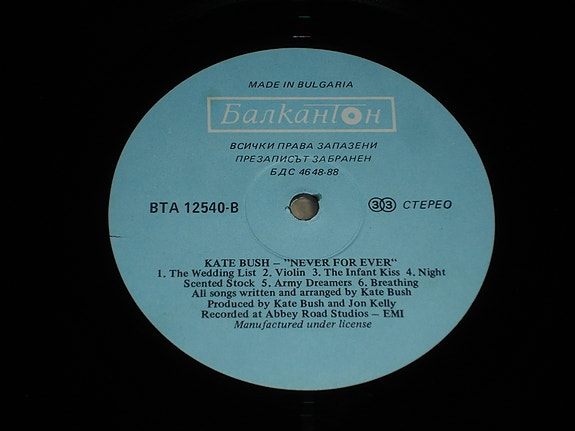 MADE IN BULGARIA
Балкантон
ВСИЧКИ ПРАВА ЗАПАЗЕНИ
ПРЕЗАПИСЪТ ЗАБРАНЕН
БДС 4648-88
ВТА 12540-В
33 СТЕРЕО
KATE BUSH – "NEVER FOR EVER"
1. The Wedding List 2. Violin 3. The Infant Kiss 4. Night
Scented Stock 5. Army Dreamers 6. Breathing
All songs written and arranged by Kate Bush
Produced by Kate Bush and Jon Kelly
Recorded at Abbey Road Studios – EMI
Manufactured under license